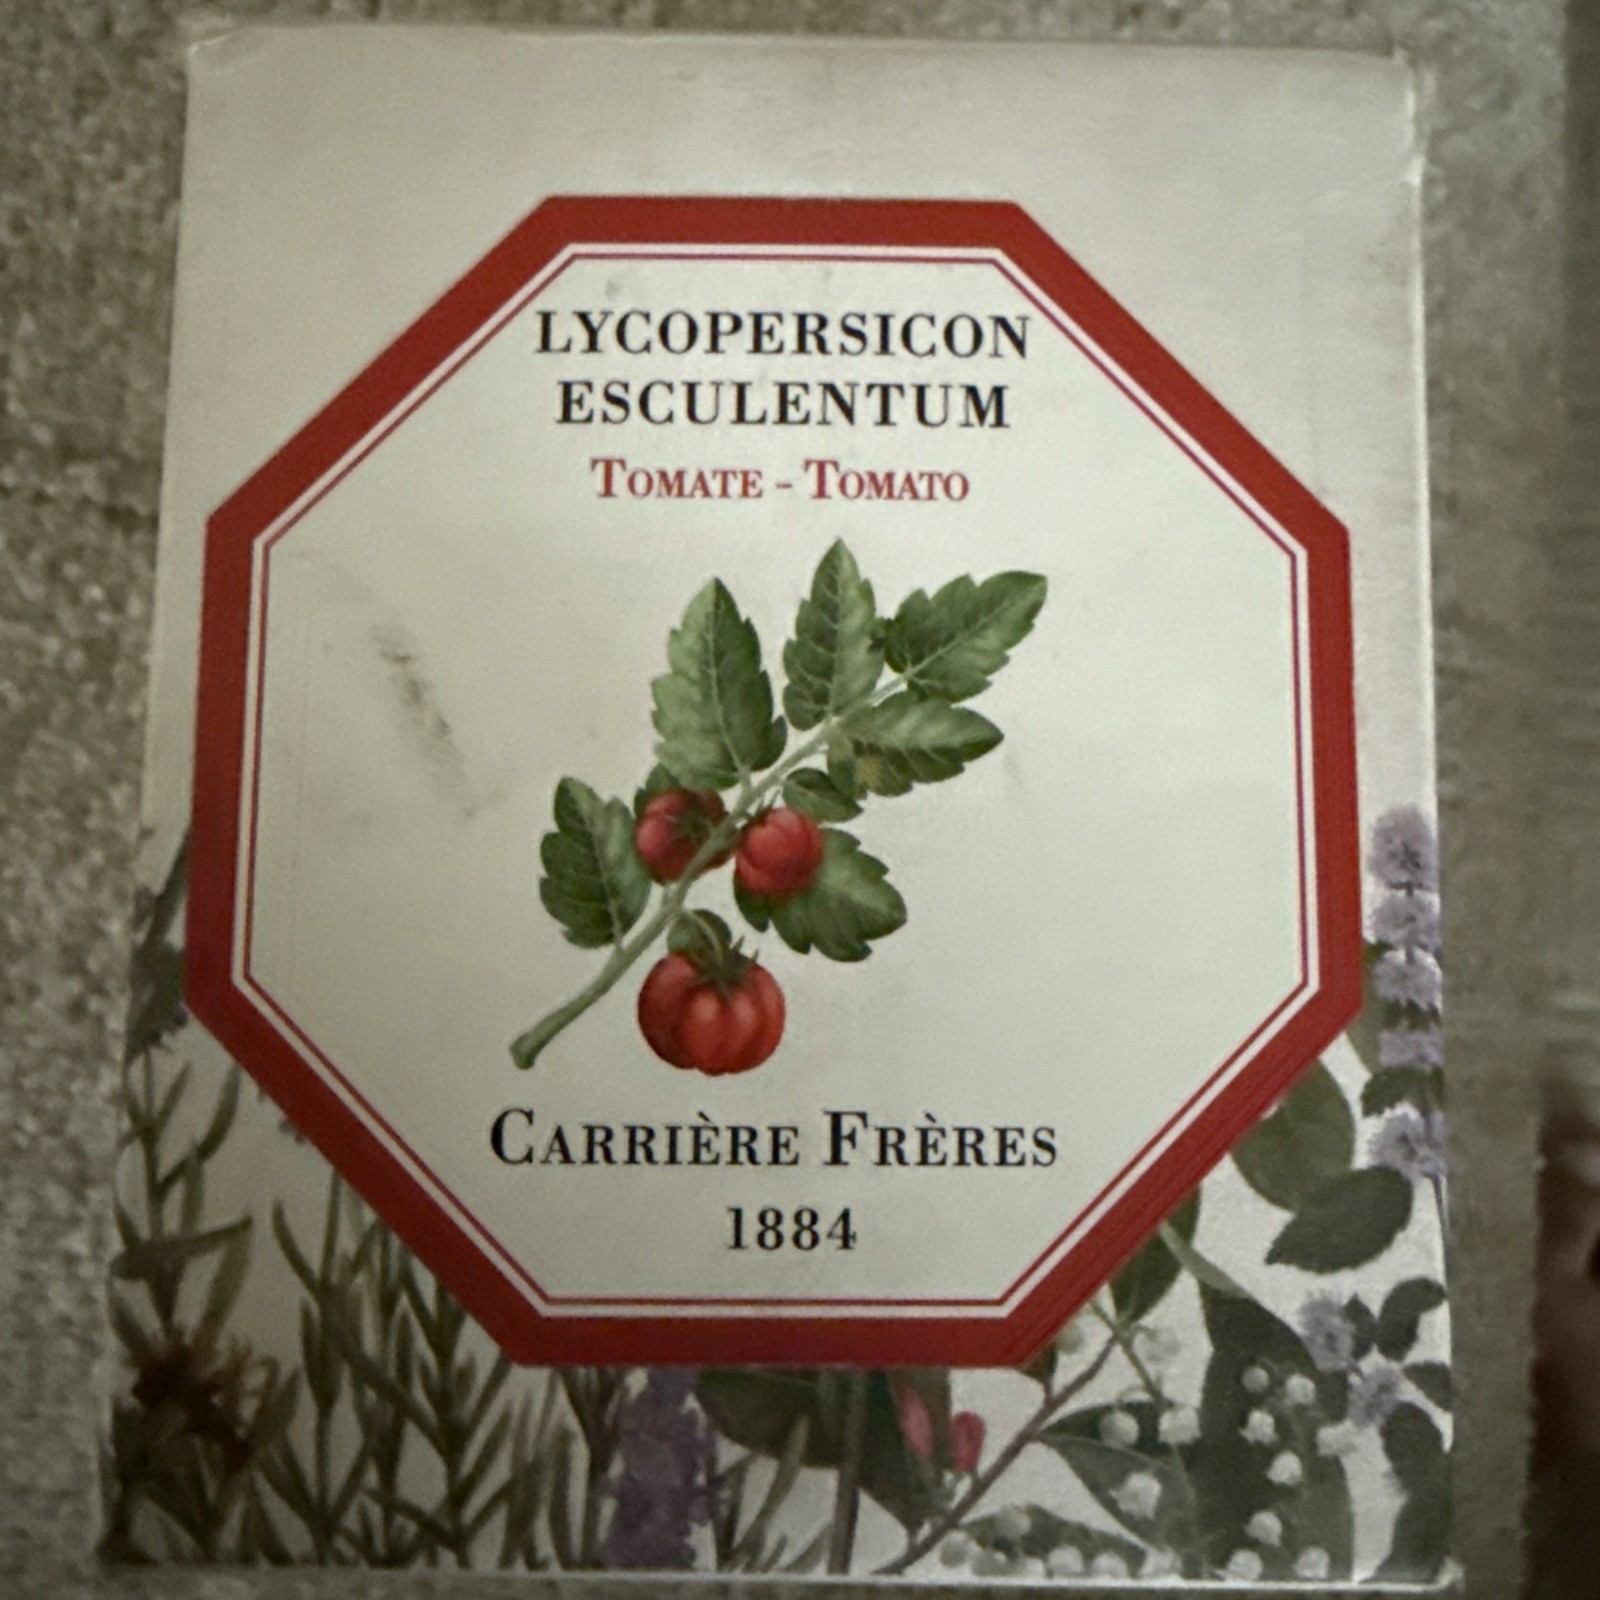 LYCOPERSICON
ESCULENTUM
TOMATE - TOMATO
CARRIÈRE FRÈRES
1884